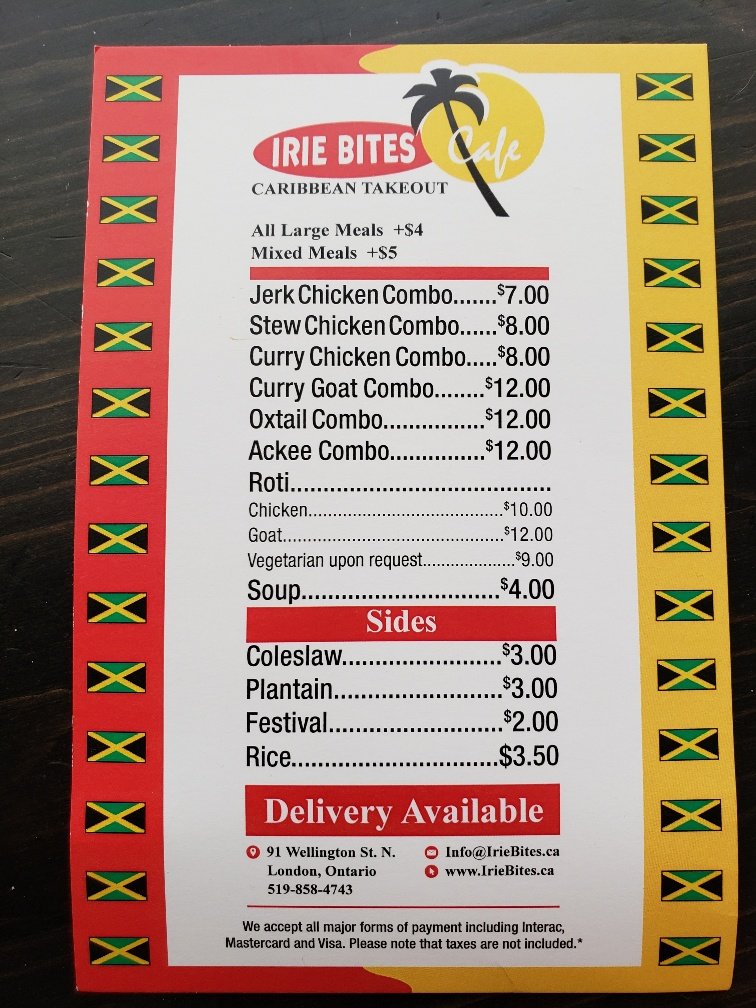 IRIE BITES Cafe
CARIBBEAN TAKEOUT
All Large Meals +$4
Mixed Meals +$5
Jerk Chicken Combo.......$7.00
Stew Chicken Combo......$8.00
Curry Chicken Combo.....$8.00
Curry Goat Combo........$12.00
Oxtail Combo...............$12.00
Ackee Combo..............$12.00
Roti.......................................
Chicken.......................................$10.00
Goat............................................$12.00
Vegetarian upon request...................$9.00
Soup..............................$4.00
Sides
Coleslaw........................$3.00
Plantain.........................$3.00
Festival..........................$2.00
Rice...............................$3.50
Delivery Available
91 Wellington St. N.
London, Ontario
519-858-4743
Info@IrieBites.ca
www.IrieBites.ca
We accept all major forms of payment including Interac,
Mastercard and Visa. Please note that taxes are not included.*